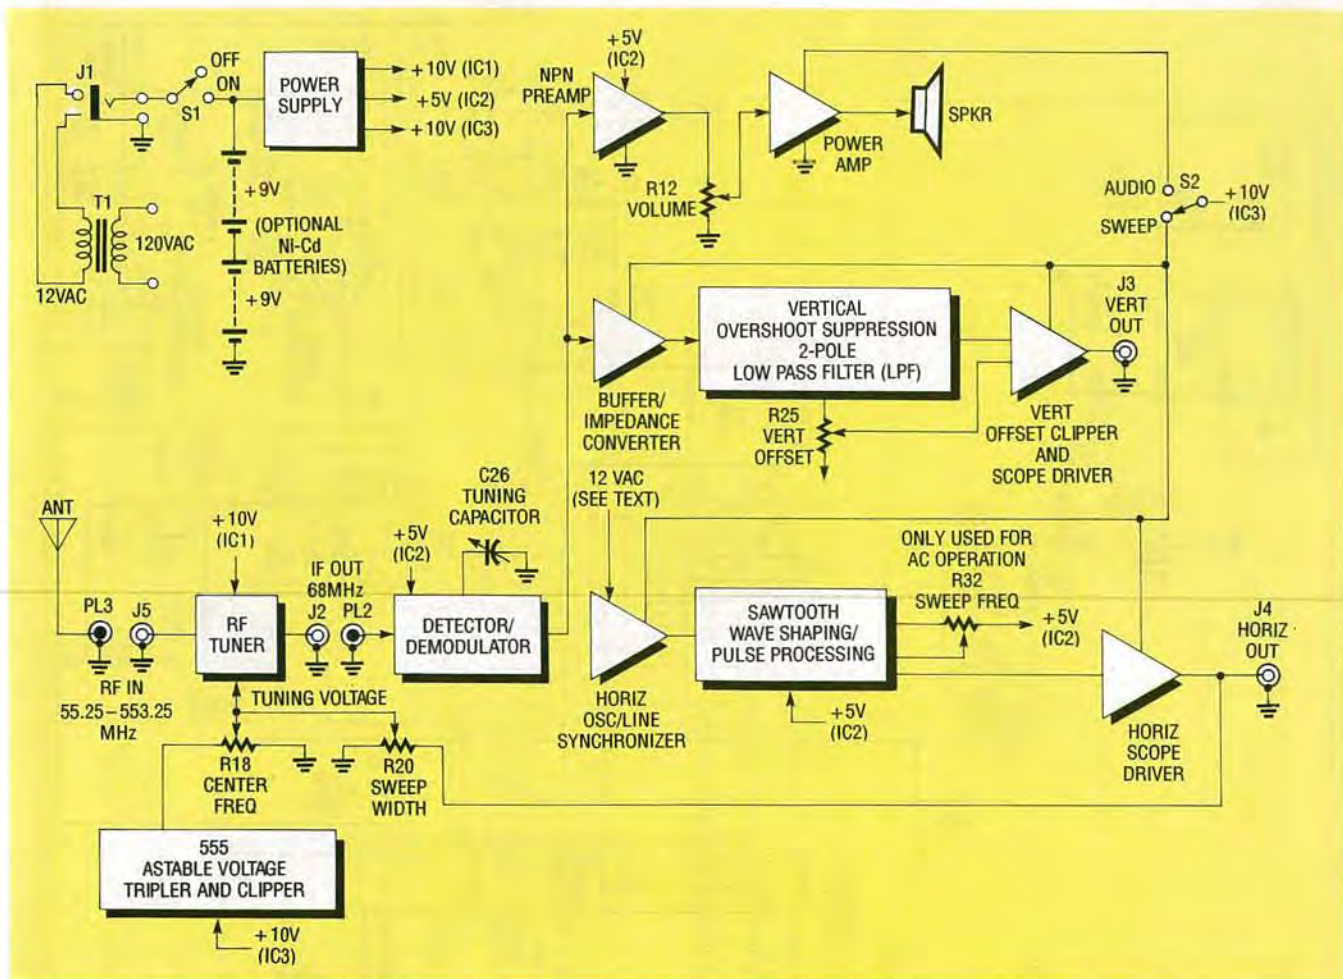 J1
OFF
ON
S1
POWER
SUPPLY
+10V (IC1)
+5V (IC2)
+10V (IC3)
+9V
(OPTIONAL
Ni-Cd
BATTERIES)
+9V
T1
120VAC
12VAC
NPN
PREAMP
+5V
(IC2)
R12
VOLUME
POWER
AMP
SPKR
AUDIO
S2
SWEEP
+10V
(IC3)
BUFFER/
IMPEDANCE
CONVERTER
VERTICAL
OVERSHOOT SUPPRESSION
2-POLE
LOW PASS FILTER (LPF)
R25
VERT
OFFSET
J3
VERT
OUT
VERT
OFFSET CLIPPER
AND
SCOPE DRIVER
ANT
PL3
J5
RF IN
55.25–553.25
MHz
+10V
(IC1)
RF
TUNER
IF OUT
68MHz
J2
PL2
+5V
(IC2)
C26
TUNING
CAPACITOR
DETECTOR/
DEMODULATOR
TUNING VOLTAGE
R18
CENTER
FREQ
R20
SWEEP
WIDTH
555
ASTABLE VOLTAGE
TRIPLER AND CLIPPER
+10V
(IC3)
12 VAC
(SEE TEXT)
HORIZ
OSC/LINE
SYNCHRONIZER
SAWTOOTH
WAVE SHAPING/
PULSE PROCESSING
+5V
(IC2)
ONLY USED FOR
AC OPERATION
R32
SWEEP FREQ
+5V
(IC2)
HORIZ
SCOPE
DRIVER
J4
HORIZ
OUT